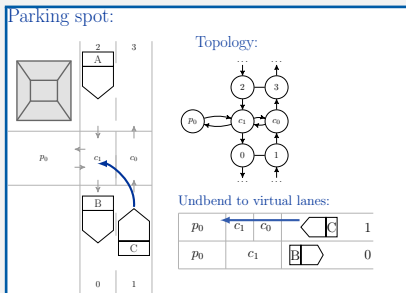 Parking spot:
2 3
A
p₀ c₁ c₀
B
C
0 1
Topology:
... ...
2 3
p₀ c₁ c₀
0 1
... ...
Undbend to virtual lanes:
p₀ c₁ c₀ C 1
p₀ c₁ B 0